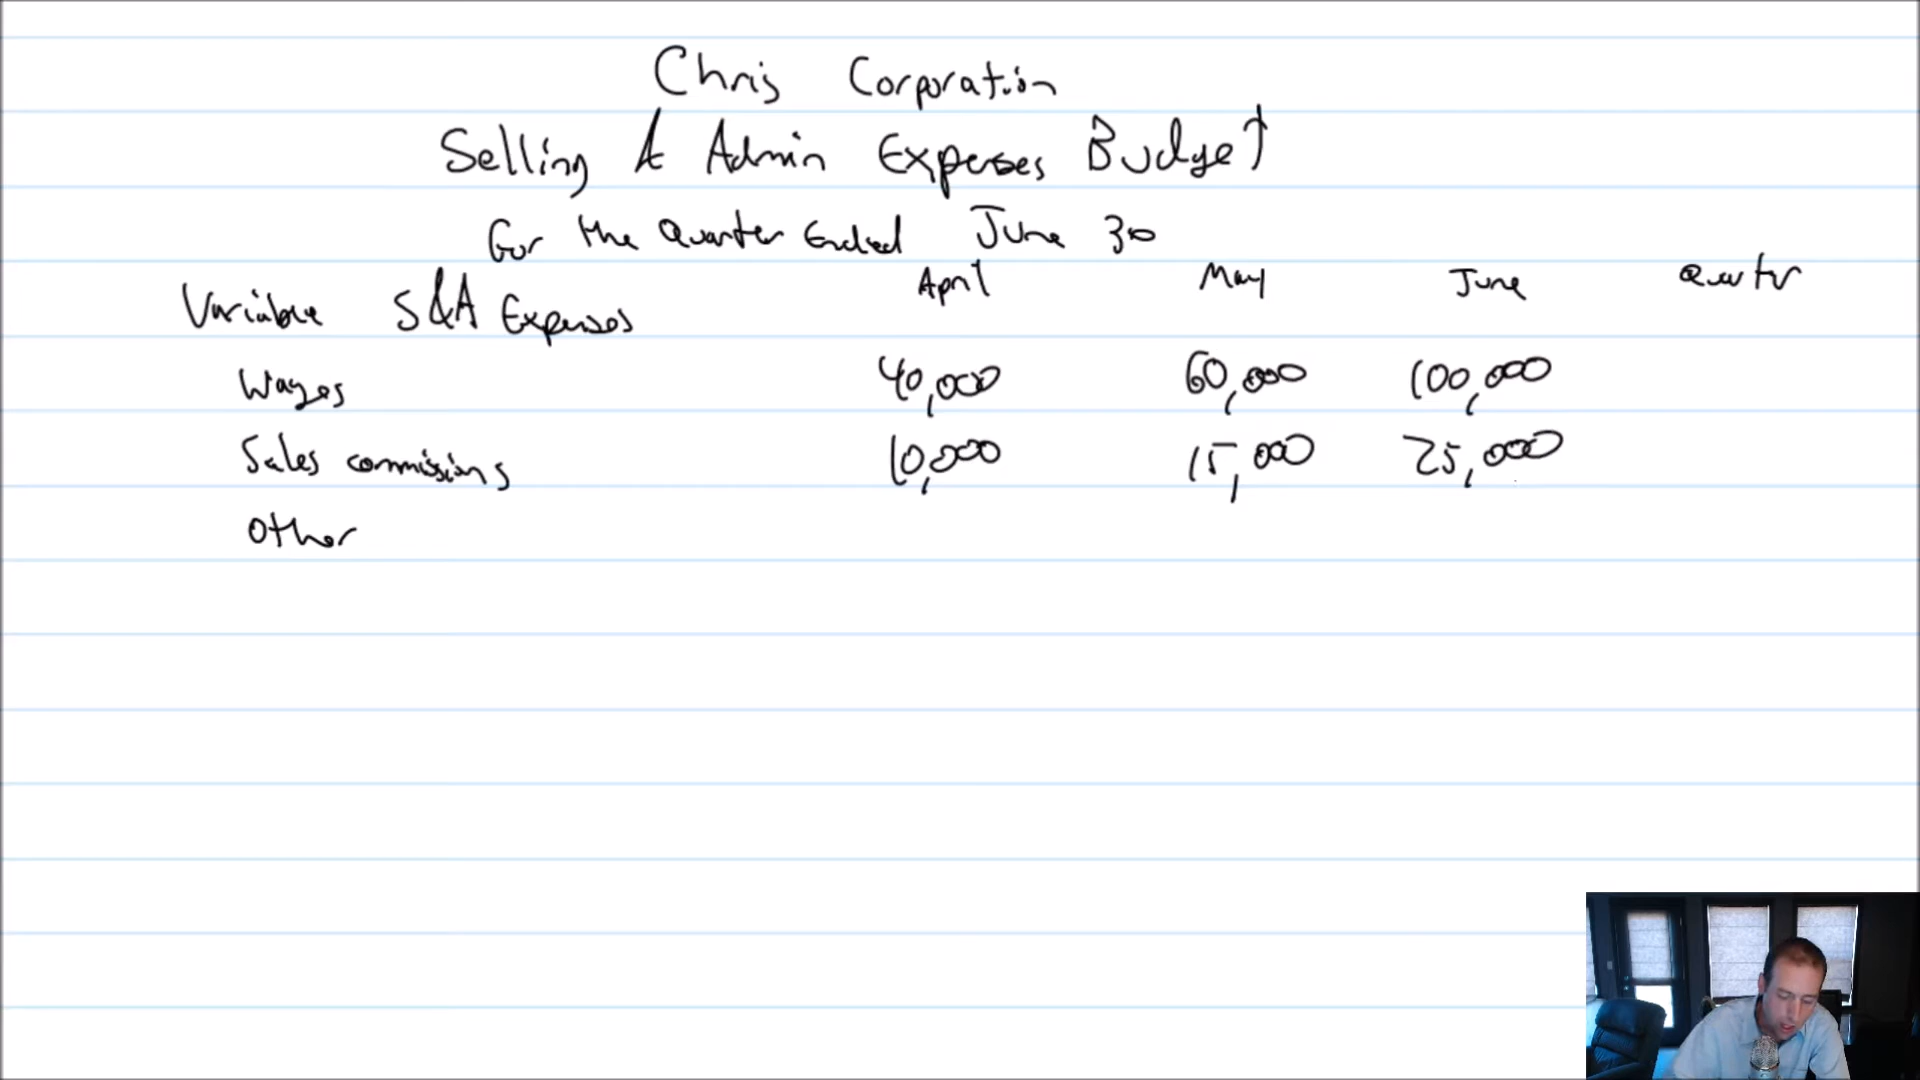 Chris Corporation
Selling & Admin Expenses Budget
For the Quarter Ended June 30
April May June Quarter
Variable S&A Expenses
Wages 40,000 60,000 100,000
Sales commissions 10,000 15,000 25,000
Other